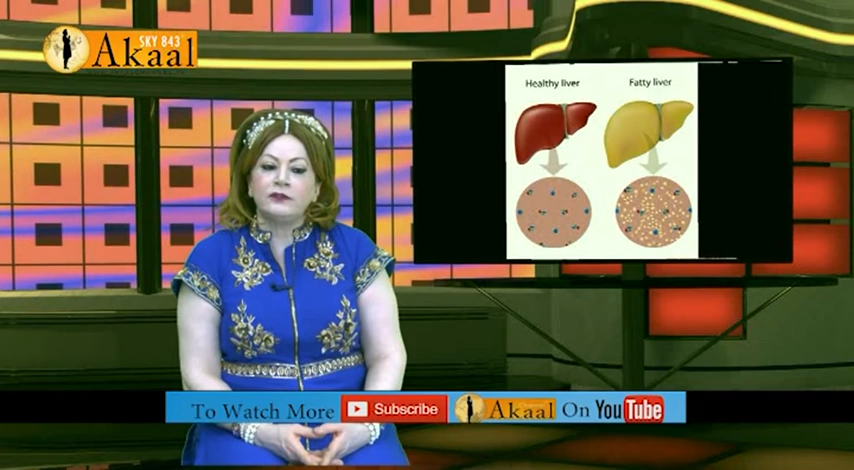 SKY 843
Akaal
Healthy liver
Fatty liver
To Watch More Subscribe Akaal On YouTube